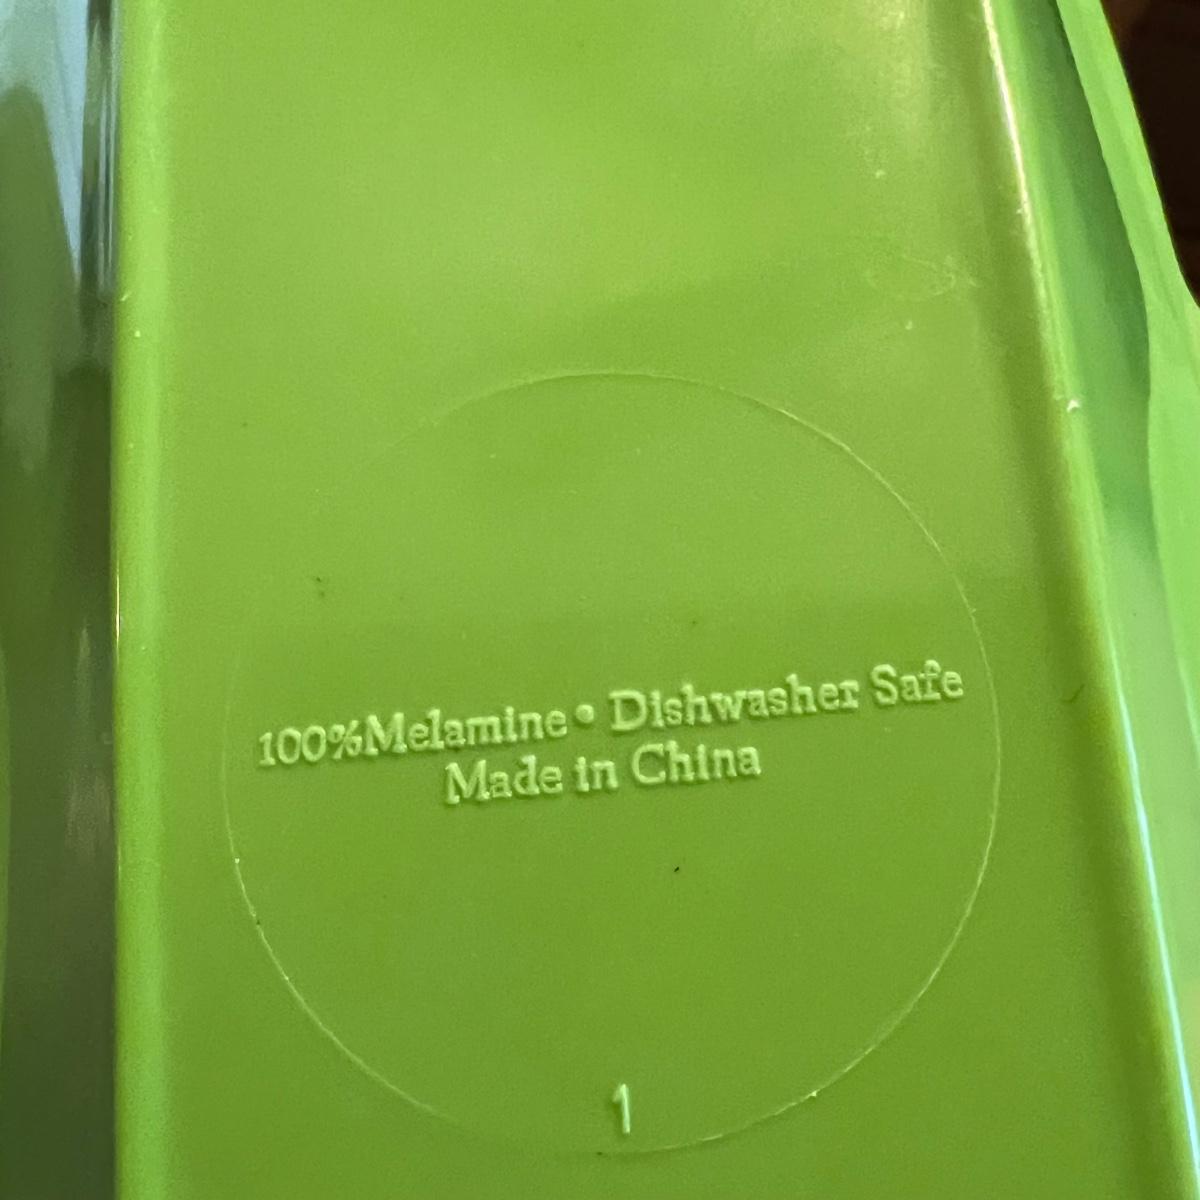 100%Melamine • Dishwasher Safe
Made in China
1